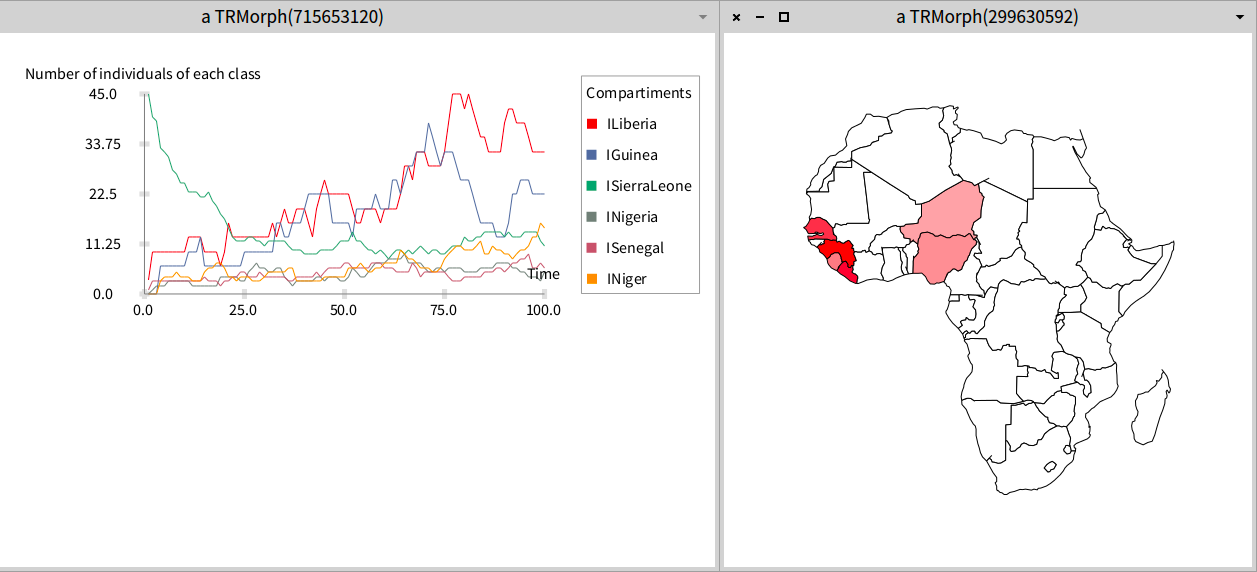 a TRMorph(715653120)
a TRMorph(299630592)
Number of individuals of each class
45.0
33.75
22.5
11.25
0.0
0.0 25.0 50.0 75.0 100.0
Time
Compartiments
ILiberia
IGuinea
ISierraLeone
INigeria
ISenegal
INiger